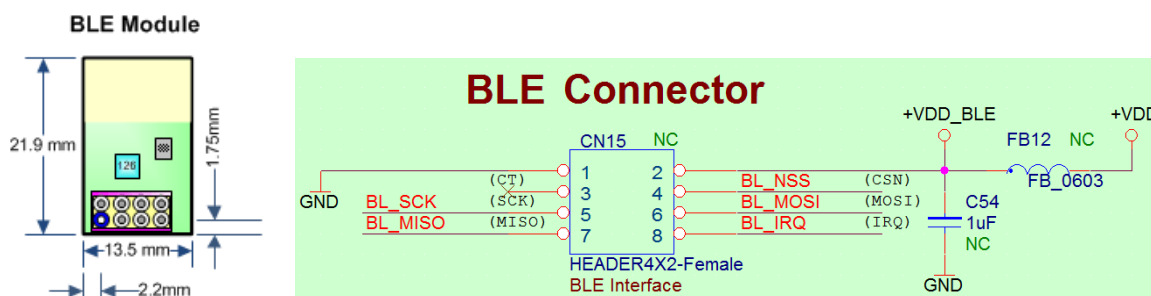 BLE Module
21.9 mm
1.75mm
126
13.5 mm
2.2mm
BLE Connector
+VDD_BLE
+VDD
CN15 NC
FB12 NC
FB_0603
GND
1 2
3 4
5 6
7 8
(CT)
BL_SCK (SCK)
BL_MISO (MISO)
BL_NSS (CSN)
BL_MOSI (MOSI)
BL_IRQ (IRQ)
C54
1uF
NC
GND
HEADER4X2-Female
BLE Interface